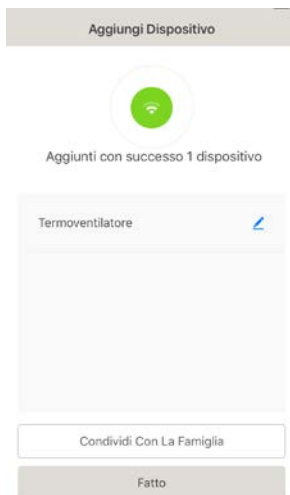 Aggiungi Dispositivo
Aggiunti con successo 1 dispositivo
Termoventilatore
Condividi Con La Famiglia
Fatto